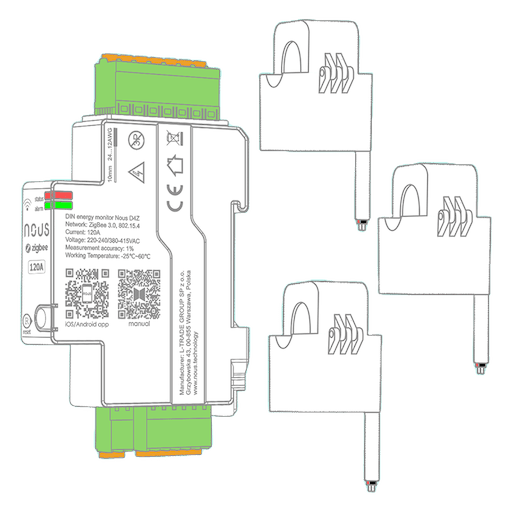 10mm 24...12AWG
status
alarm
nous
zigbee
120A
DIN energy monitor Nous D4Z
Network: ZigBee 3.0, 802.15.4
Current: 120A
Voltage: 220-240/380-415VAC
Measurement accuracy: 1%
Working Temperature: -25℃~60℃
iOS/Android app
manual
CE
Manufacturer: L-TRADE GROUP SP z o.o.
Grzybowska 43, 00-855 Warszawa, Polska
www.nous.technology